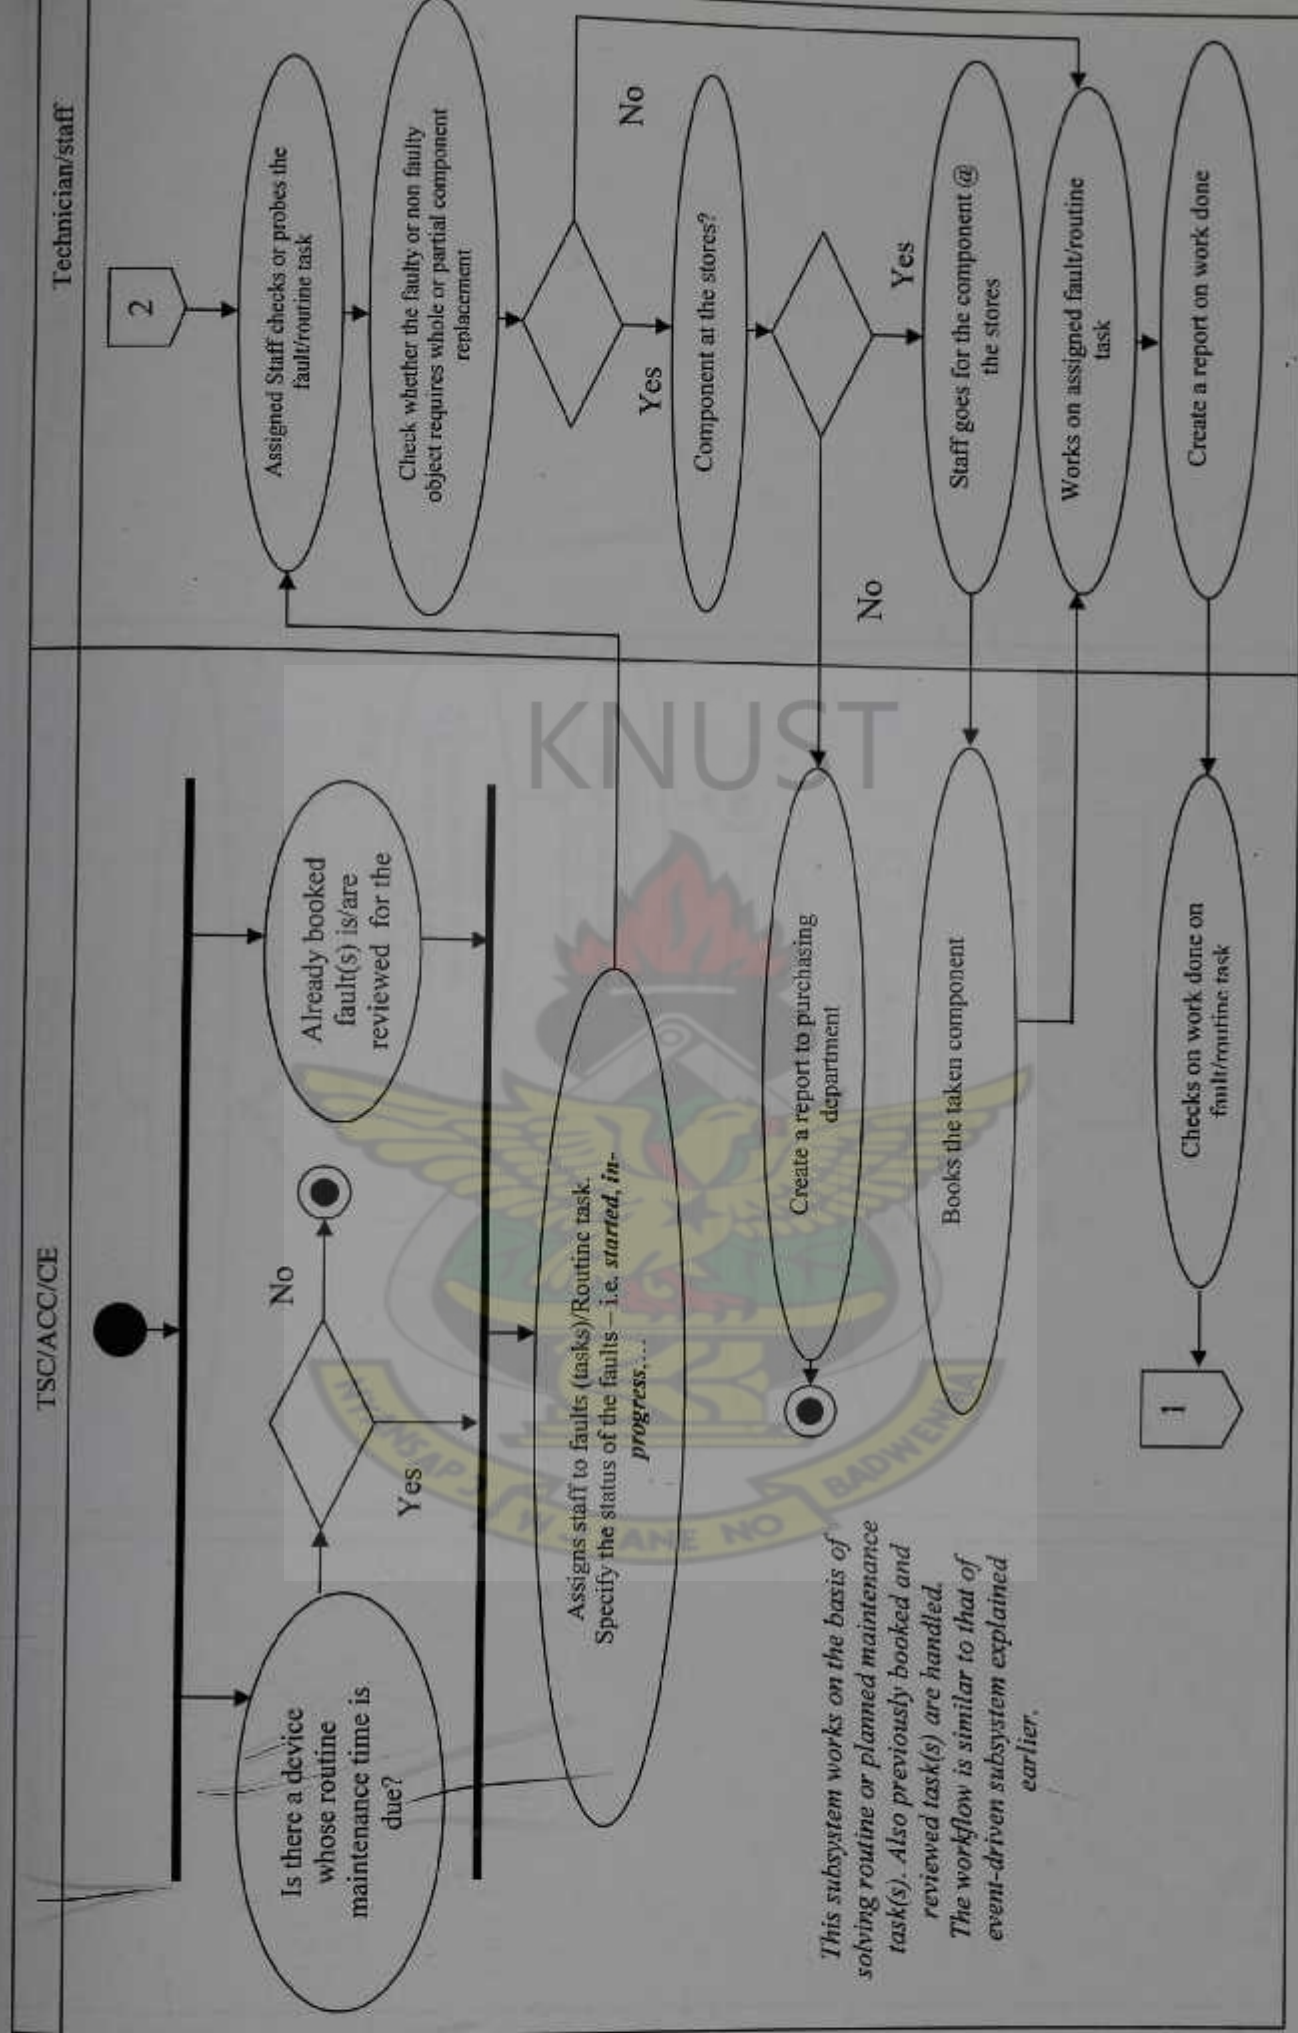 TSC/ACC/CE
Technician/staff
Is there a device
whose routine
maintenance time is
due?
No
Yes
Already booked
fault(s) is/are
reviewed for the
Assigns staff to faults (tasks)/Routine task.
Specify the status of the faults – i.e. started, in-
progress,...
2
Assigned Staff checks or probes the
fault/routine task
Check whether the faulty or non faulty
object requires whole or partial component
replacement
No
Yes
Component at the stores?
No
Yes
Staff goes for the component @
the stores
Create a report to purchasing
department
Books the taken component
Works on assigned fault/routine
task
Create a report on work done
Checks on work done on
fault/routine task
1
This subsystem works on the basis of
solving routine or planned maintenance
task(s). Also previously booked and
reviewed task(s) are handled.
The workflow is similar to that of
event-driven subsystem explained
earlier.
KNUST
BADWENMA